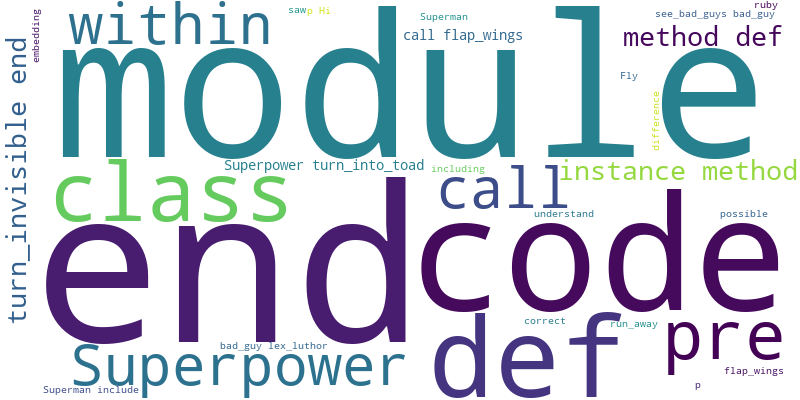 within
saw
p Hi
Superman
ruby
see_bad_guys bad_guy
call flap_wings
method def
embedding
module
Fly
difference
turn_invisible end
Superpower turn_into_toad
including
instance method
class
call
understand
possible
end
code
correct
run_away
def
pre
bad_guy lex_luthor
Superpower
flap_wings
Superman include
p